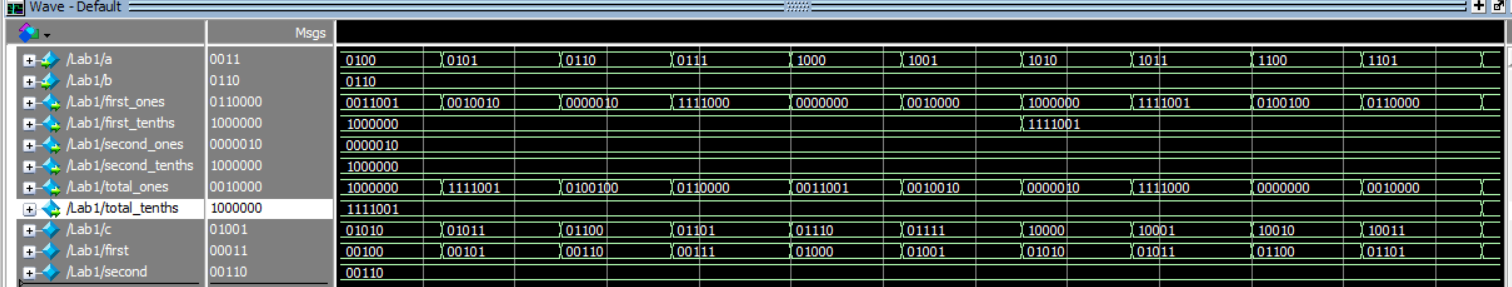 Wave - Default
Msgs
/Lab1/a 0011 0100 0101 0110 0111 1000 1001 1010 1011 1100 1101
/Lab1/b 0110 0110
/Lab1/first_ones 0110000 0011001 0010010 0000010 1111000 0000000 0010000 1000000 1111001 0100100 0110000
/Lab1/first_tenths 1000000 1000000 1111001
/Lab1/second_ones 0000010 0000010
/Lab1/second_tenths 1000000 1000000
/Lab1/total_ones 0010000 1000000 1111001 0100100 0110000 0011001 0010010 0000010 1111000 0000000 0010000
/Lab1/total_tenths 1000000 1111001
/Lab1/c 01001 01010 01011 01100 01101 01110 01111 10000 10001 10010 10011
/Lab1/first 00011 00100 00101 00110 00111 01000 01001 01010 01011 01100 01101
/Lab1/second 00110 00110